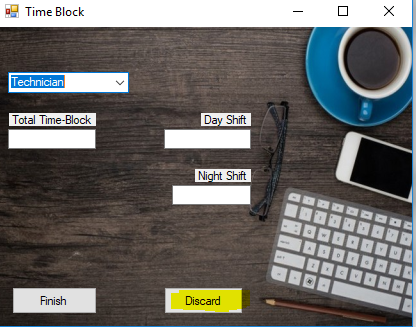 Time Block
Technician
Total Time-Block
Day Shift
Night Shift
Finish
Discard